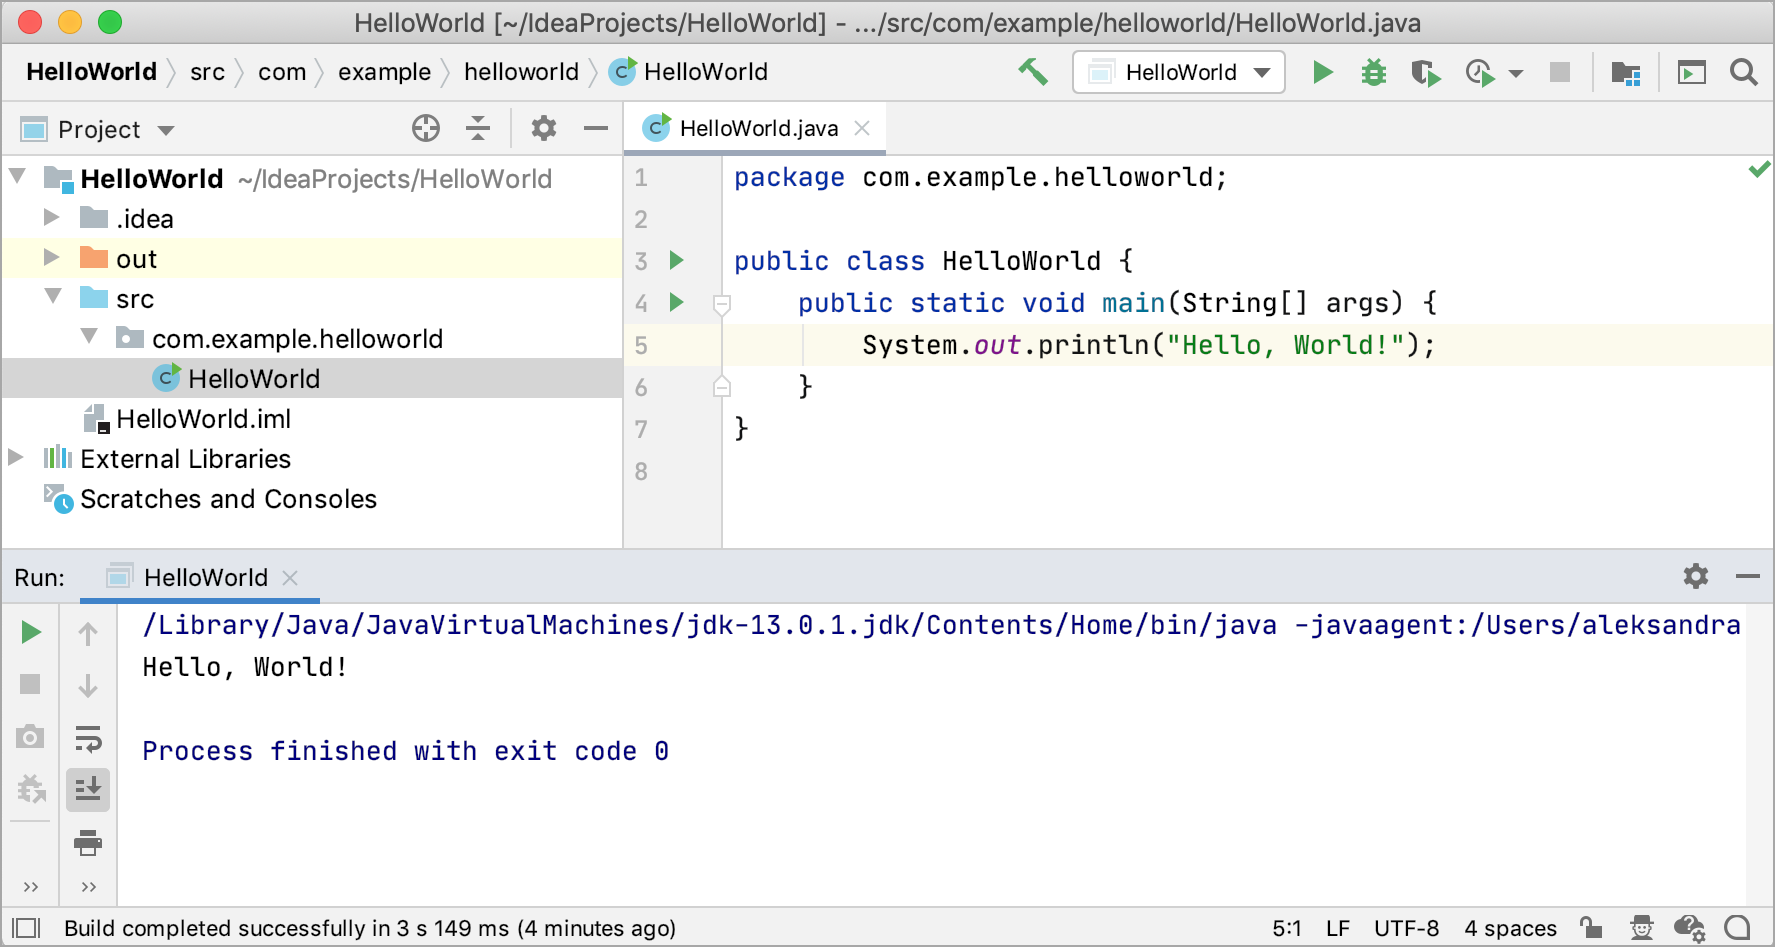 HelloWorld [~/IdeaProjects/HelloWorld] - .../src/com/example/helloworld/HelloWorld.java
HelloWorld src com example helloworld C HelloWorld HelloWorld
Project
C HelloWorld.java
HelloWorld ~/IdeaProjects/HelloWorld
.idea
out
src
com.example.helloworld
C HelloWorld
HelloWorld.iml
External Libraries
Scratches and Consoles
1 package com.example.helloworld;
2
3 public class HelloWorld {
4 public static void main(String[] args) {
5 System.out.println("Hello, World!");
6 }
7 }
8
Run: HelloWorld
/Library/Java/JavaVirtualMachines/jdk-13.0.1.jdk/Contents/Home/bin/java -javaagent:/Users/aleksandra
Hello, World!
Process finished with exit code 0
Build completed successfully in 3 s 149 ms (4 minutes ago) 5:1 LF UTF-8 4 spaces